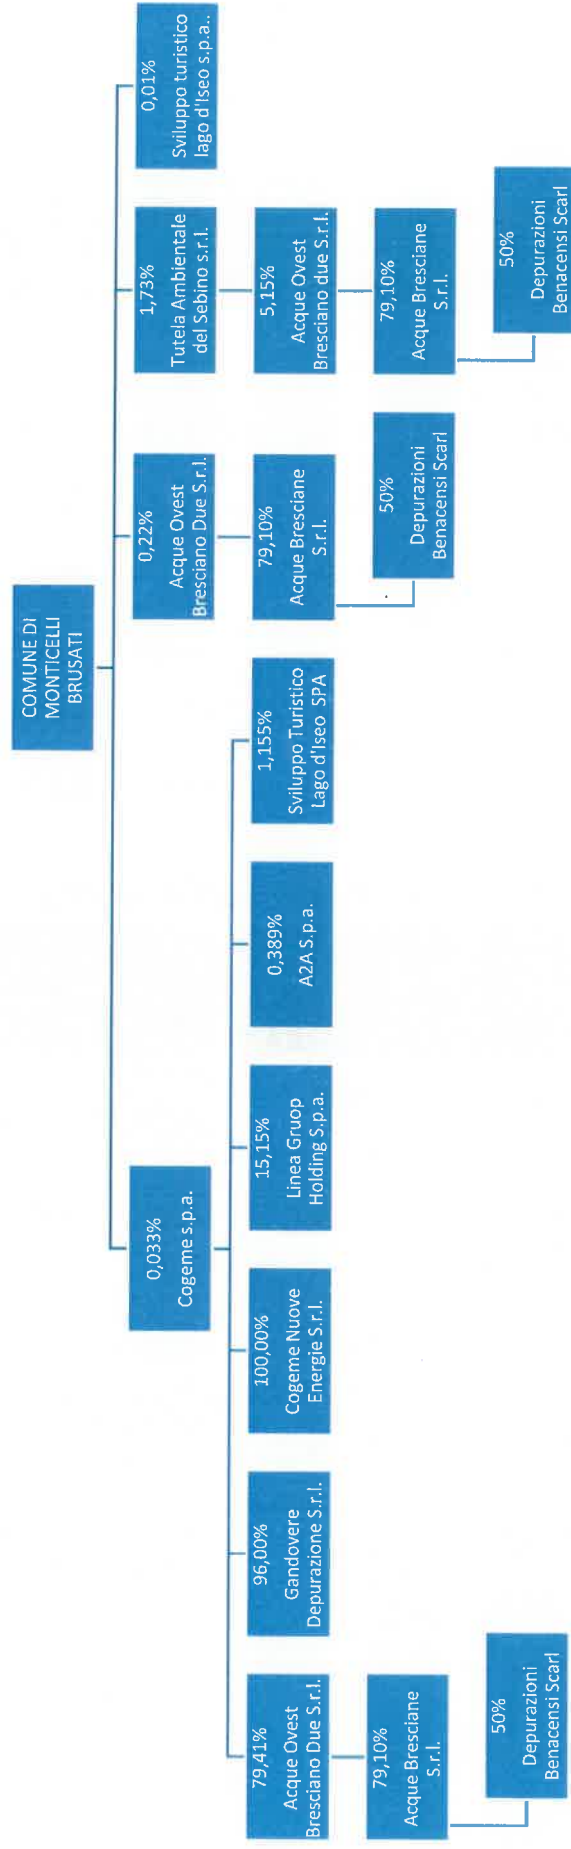 COMUNE DI
MONTICELLI
BRUSATI
0,033%
Cogeme s.p.a.
0,22%
Acque Ovest
Bresciano Due S.r.l.
1,73%
Tutela Ambientale
del Sebino s.r.l.
0,01%
Sviluppo turistico
lago d'Iseo s.p.a..
79,41%
Acque Ovest
Bresciano Due S.r.l.
96,00%
Gandovere
Depurazione S.r.l.
100,00%
Cogeme Nuove
Energie S.r.l.
15,15%
Linea Gruop
Holding S.p.a.
0,389%
A2A S.p.a.
1,155%
Sviluppo Turistico
Lago d'Iseo SPA
79,10%
Acque Bresciane
S.r.l.
5,15%
Acque Ovest
Bresciano due S.r.l.
79,10%
Acque Bresciane
S.r.l.
50%
Depurazioni
Benacensi Scarl
79,10%
Acque Bresciane
S.r.l.
50%
Depurazioni
Benacensi Scarl
50%
Depurazioni
Benacensi Scarl